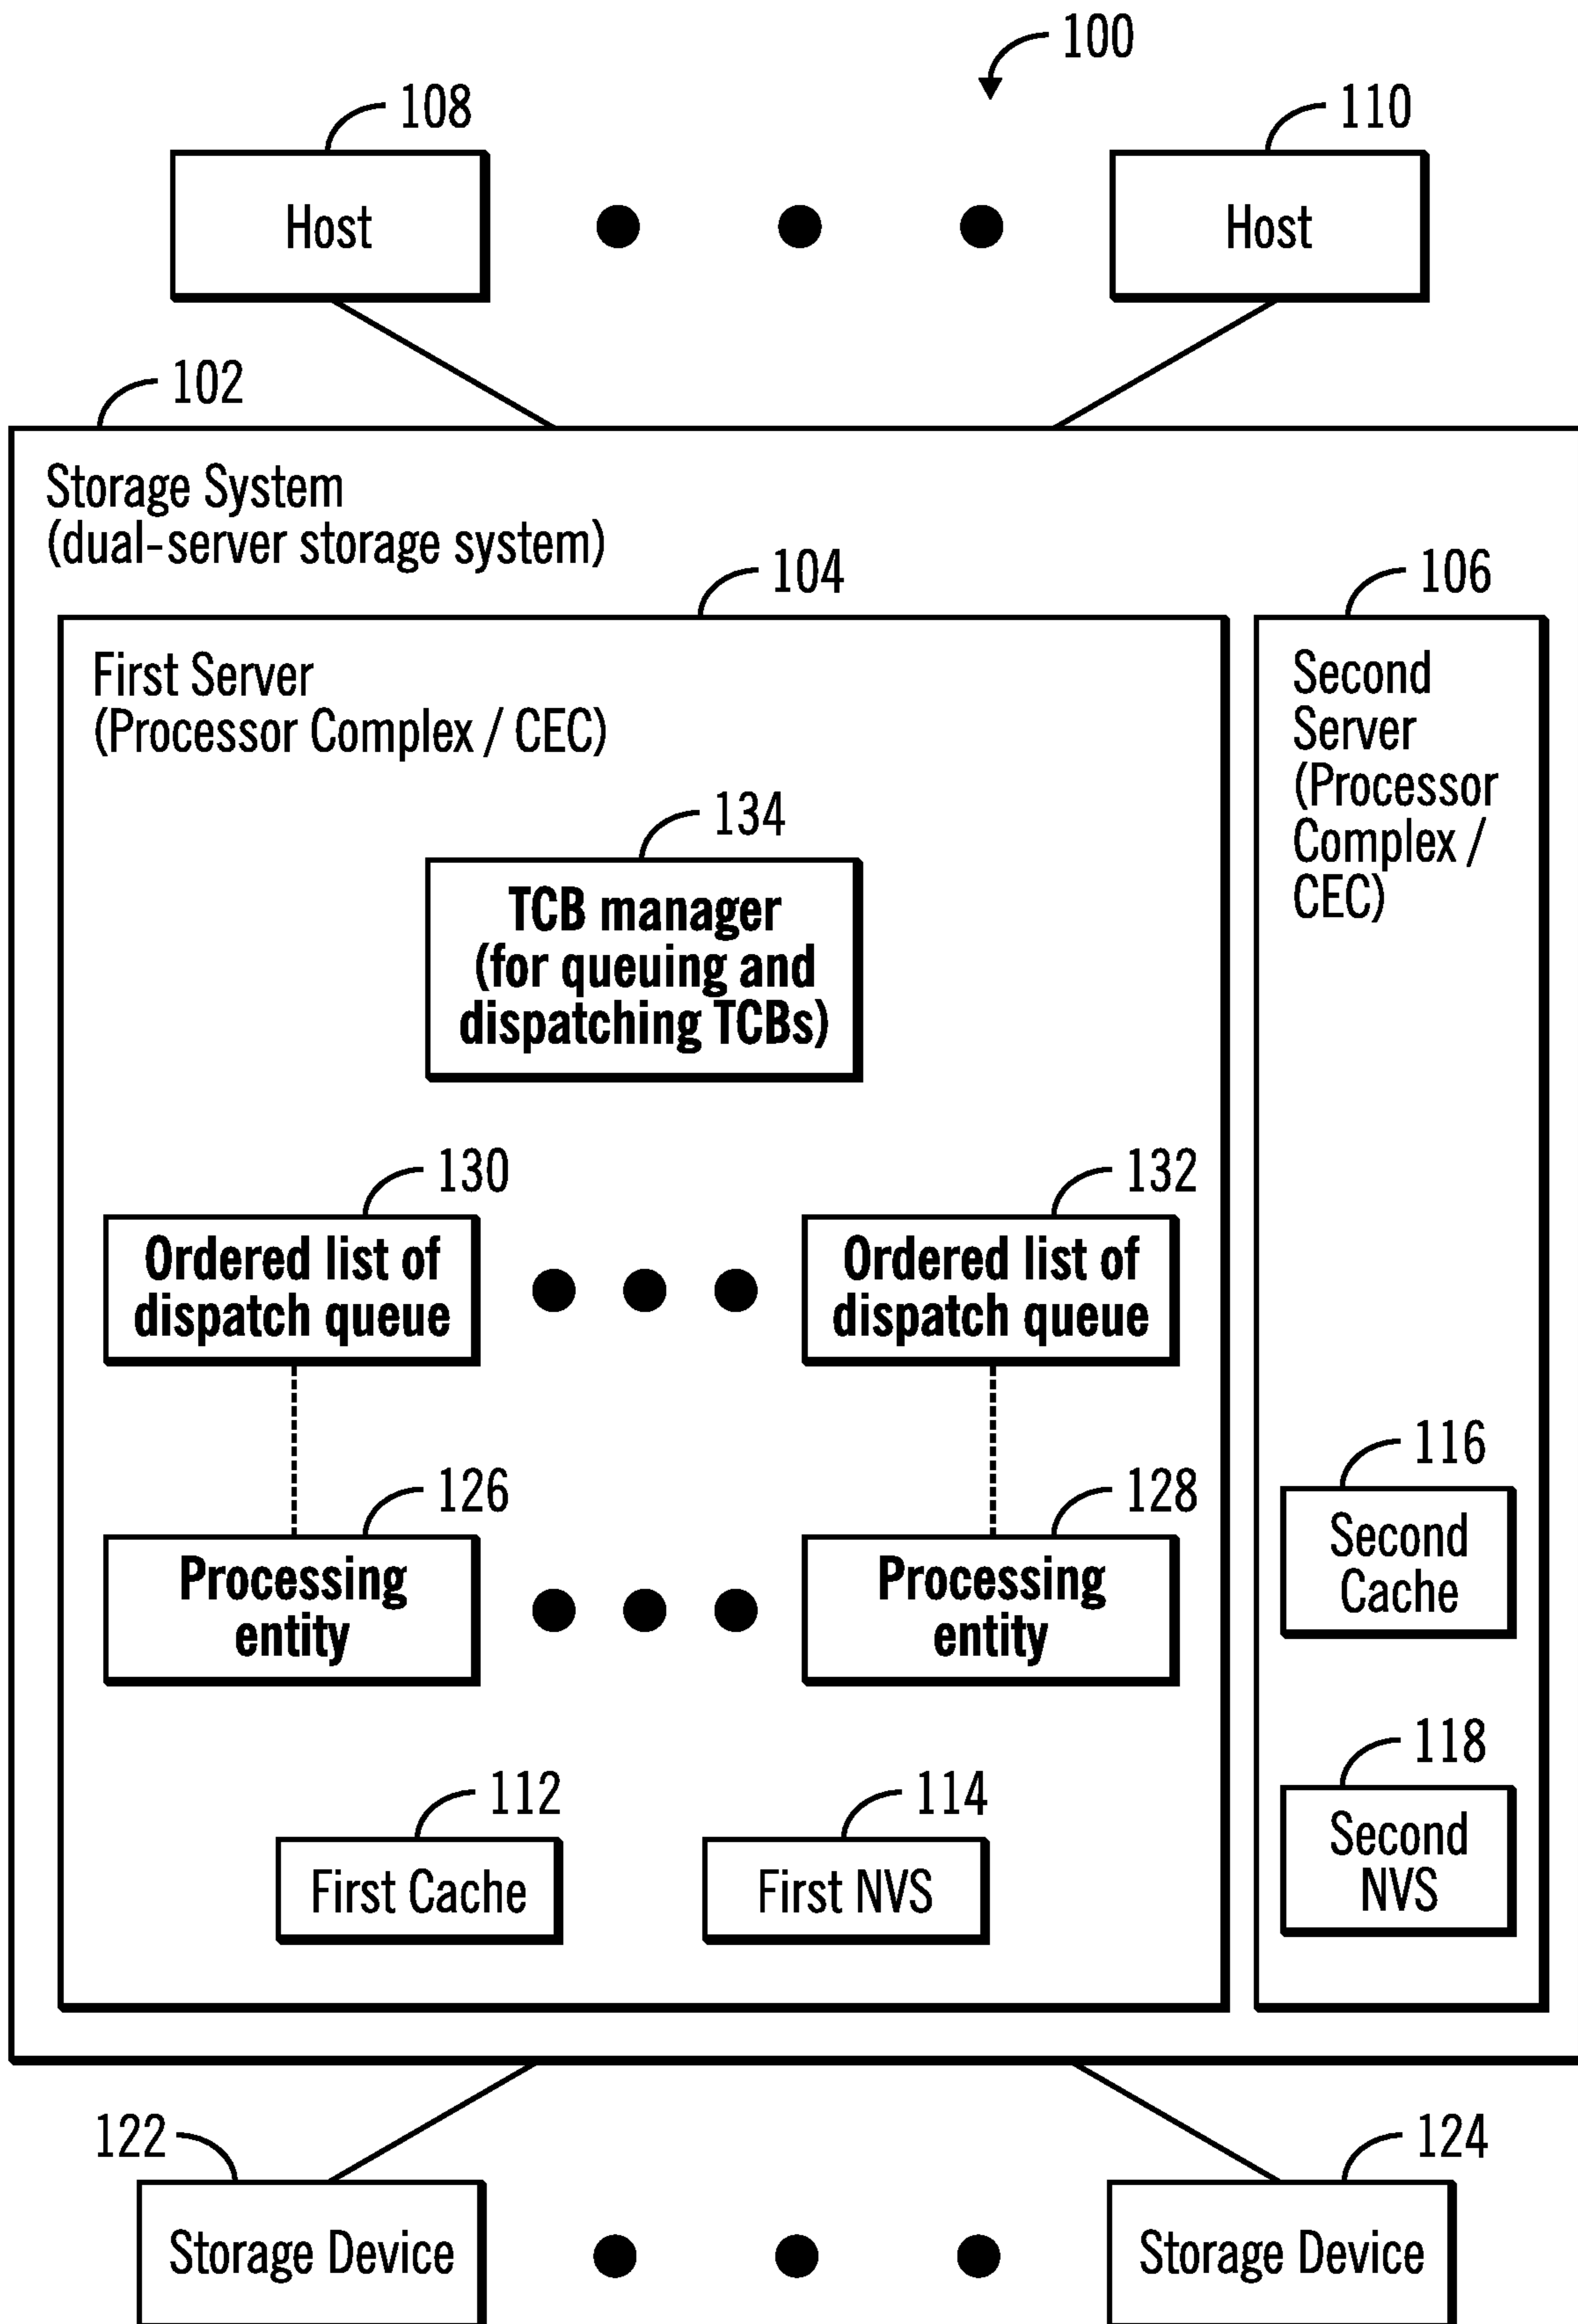 100
108
110
Host
Host
102
Storage System
(dual-server storage system)
104
106
First Server
(Processor Complex / CEC)
Second
Server
(Processor
Complex /
CEC)
134
TCB manager
(for queuing and
dispatching TCBs)
130
132
Ordered list of
dispatch queue
Ordered list of
dispatch queue
126
128
116
Processing
entity
Processing
entity
Second
Cache
112
114
118
First Cache
First NVS
Second
NVS
122
124
Storage Device
Storage Device